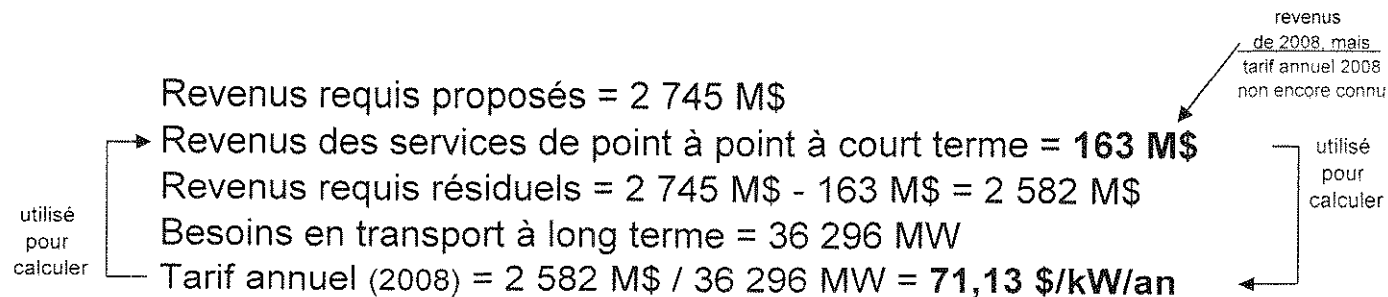 revenus
de 2008, mais
tarif annuel 2008
non encore connu
Revenus requis proposés = 2 745 M$
Revenus des services de point à point à court terme = 163 M$
Revenus requis résiduels = 2 745 M$ - 163 M$ = 2 582 M$
Besoins en transport à long terme = 36 296 MW
Tarif annuel (2008) = 2 582 M$ / 36 296 MW = 71,13 $/kW/an
utilisé
pour
calculer
utilisé
pour
calculer